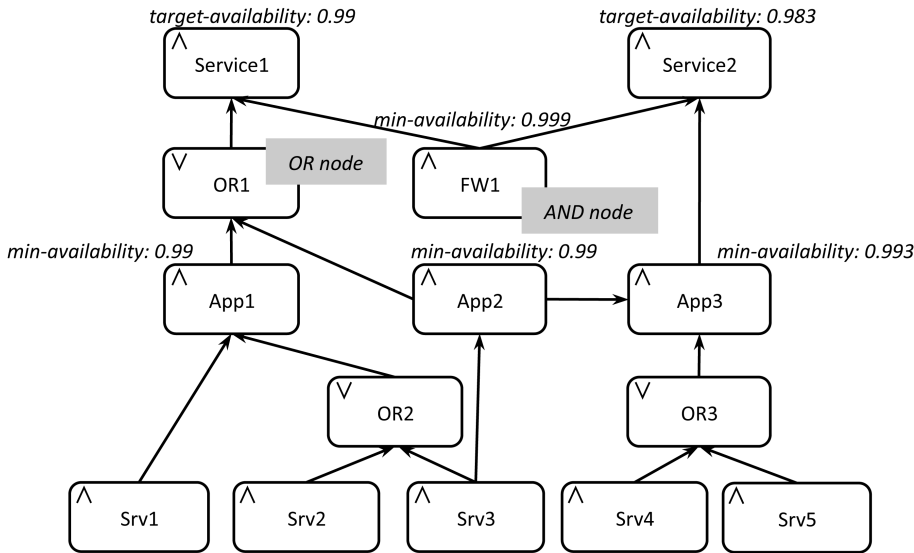 target-availability: 0.99
target-availability: 0.983
∧ Service1
∧ Service2
min-availability: 0.999
∨ OR1
OR node
∧ FW1
AND node
min-availability: 0.99
min-availability: 0.99
min-availability: 0.993
∧ App1
∧ App2
∧ App3
∨ OR2
∨ OR3
∧ Srv1
∧ Srv2
∧ Srv3
∧ Srv4
∧ Srv5